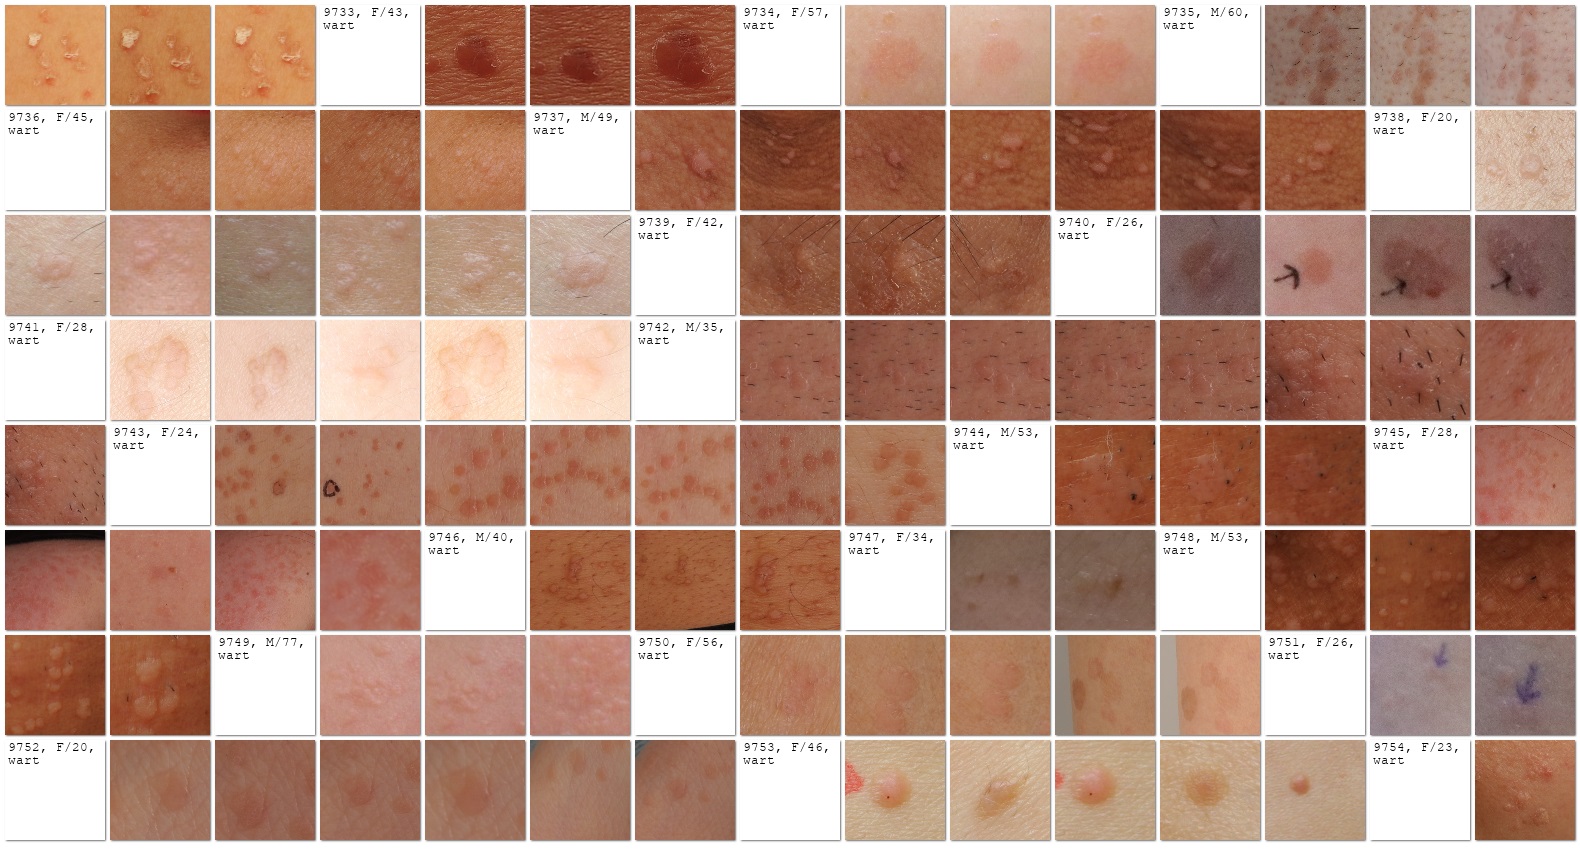 9733, F/43,
wart
9734, F/57,
wart
9735, M/60,
wart
9736, F/45,
wart
9737, M/49,
wart
9738, F/20,
wart
9739, F/42,
wart
9740, F/26,
wart
9741, F/28,
wart
9742, M/35,
wart
9743, F/24,
wart
9744, M/53,
wart
9745, F/28,
wart
9746, M/40,
wart
9747, F/34,
wart
9748, M/53,
wart
9749, M/77,
wart
9750, F/56,
wart
9751, F/26,
wart
9752, F/20,
wart
9753, F/46,
wart
9754, F/23,
wart